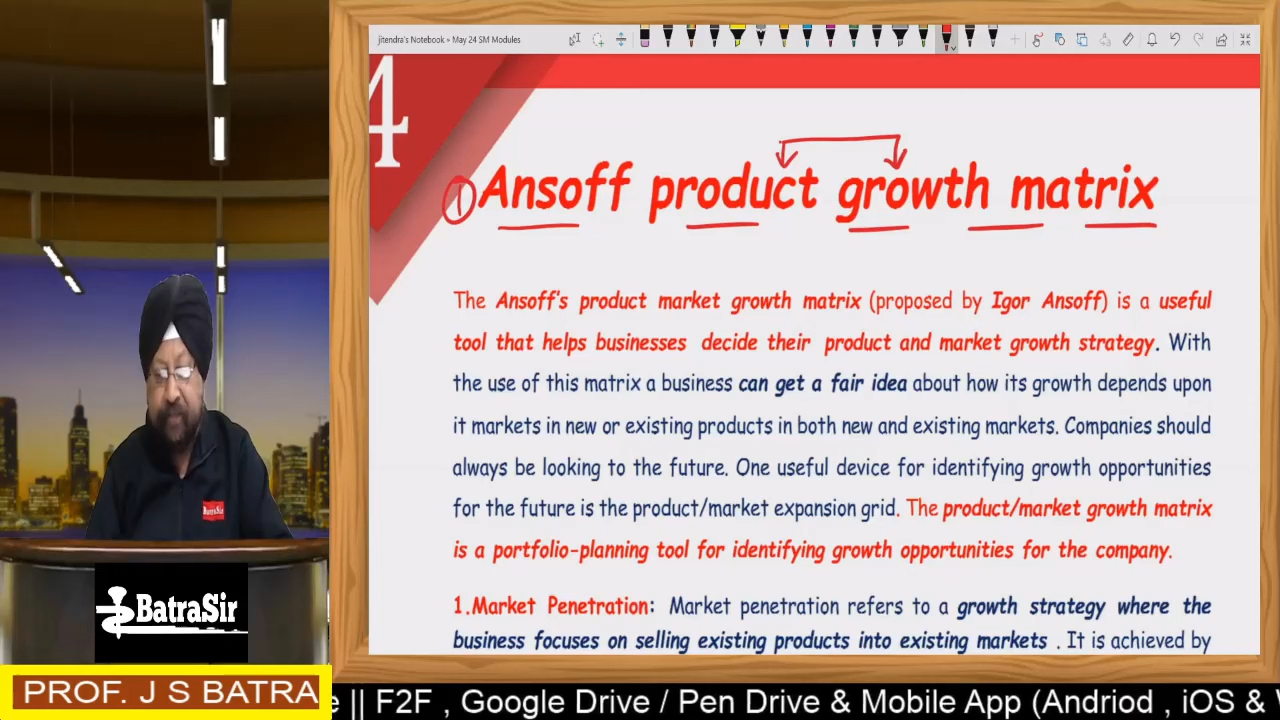 jitendra's Notebook » May 24 SM Modules
4
1 Ansoff product growth matrix
The Ansoff's product market growth matrix (proposed by Igor Ansoff) is a useful
tool that helps businesses decide their product and market growth strategy. With
the use of this matrix a business can get a fair idea about how its growth depends upon
it markets in new or existing products in both new and existing markets. Companies should
always be looking to the future. One useful device for identifying growth opportunities
for the future is the product/market expansion grid. The product/market growth matrix
is a portfolio-planning tool for identifying growth opportunities for the company.
1.Market Penetration: Market penetration refers to a growth strategy where the
business focuses on selling existing products into existing markets . It is achieved by
BatraSir
BatraSir
PROF. J S BATRA
|| F2F , Google Drive / Pen Drive & Mobile App (Andriod , iOS &